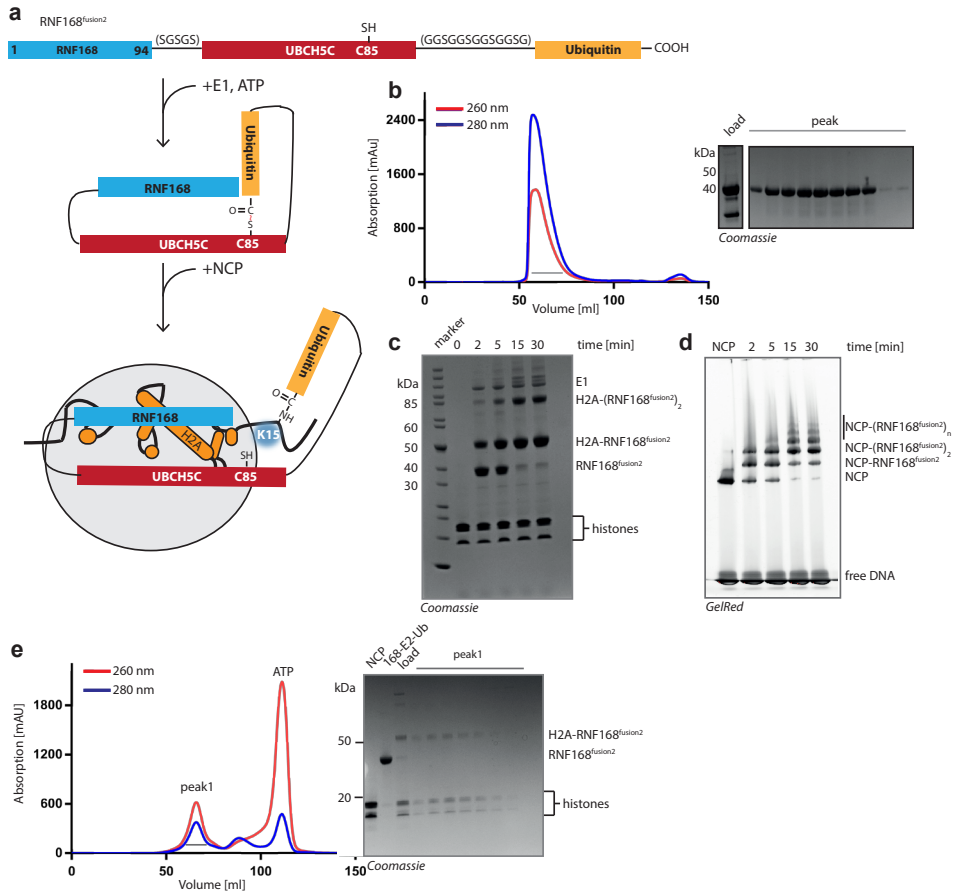 a
RNF168fusion2
1 RNF168 94
(SGSGS)
UBCH5C
SH
C85
(GGSGGSGGSGGSG)
Ubiquitin
COOH
+E1, ATP
Ubiquitin
RNF168
O=C
S
UBCH5C C85
+NCP
Ubiquitin
O=C
NH
RNF168
H2A
K15
SH
UBCH5C C85
b
260 nm
280 nm
Absorption [mAu]
2400
1600
800
0
0 50 100 150
Volume [ml]
load
peak
kDa
50
40
Coomassie
c
marker
0 2 5 15 30 time [min]
kDa
85
60
50
40
30
E1
H2A-(RNF168fusion2)2
H2A-RNF168fusion2
RNF168fusion2
histones
Coomassie
d
NCP 2 5 15 30 time [min]
NCP-(RNF168fusion2)n
NCP-(RNF168fusion2)2
NCP-RNF168fusion2
NCP
free DNA
GelRed
e
260 nm
280 nm
Absorption [mAU]
1800
1200
600
0
0 50 100 150
Volume [ml]
peak1
ATP
NCP
168-E2-Ub
load
peak1
kDa
50
20
H2A-RNF168fusion2
RNF168fusion2
histones
Coomassie